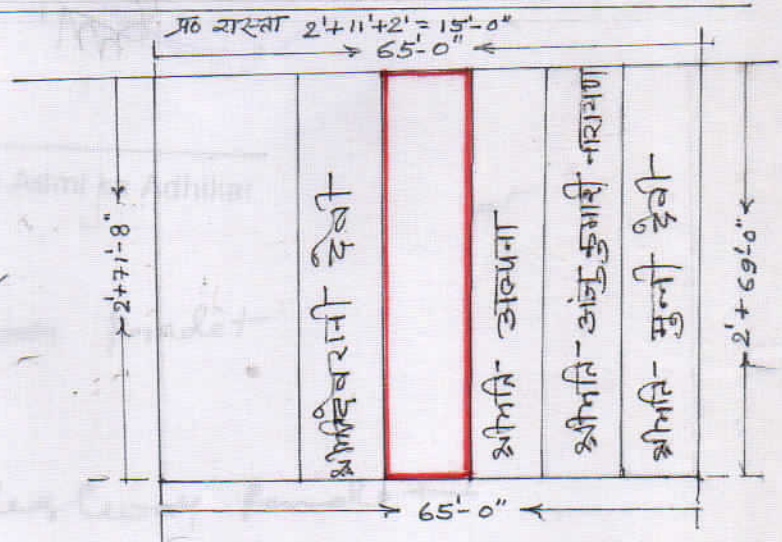 प्र० रास्ता 2'+11'+2' = 15'-0"
65'-0"
2'+71'-8"
श्रीमति देवरानी देवी
श्रीमति- अल्पना
श्रीमति- अंजु कुमारी नारायण
श्रीमति- मुन्नी देवी
2'+69'-0"
65'-0"